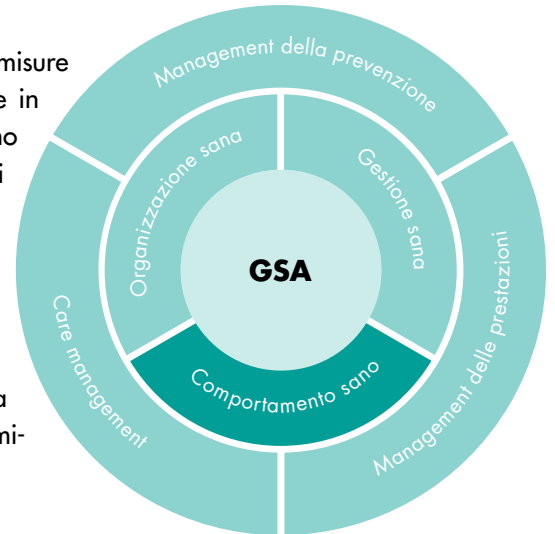 misure
e in
no
i
a
mi-
Management della prevenzione
Organizzazione sana
Gestione sana
GSA
Comportamento sano
Care management
Management delle prestazioni